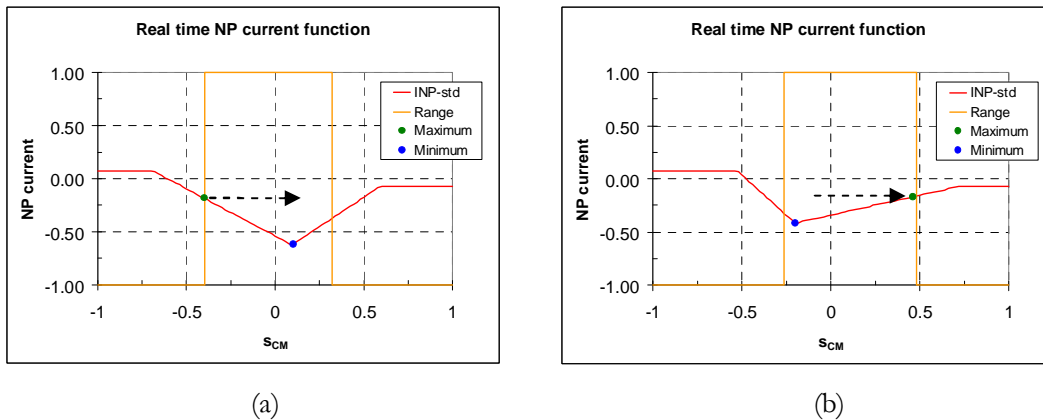 Real time NP current function
1.00
0.50
0.00
-0.50
-1.00
-1
-0.5
0
0.5
1
NP current
sCM
INP-std
Range
Maximum
Minimum
(a)
Real time NP current function
1.00
0.50
0.00
-0.50
-1.00
-1
-0.5
0
0.5
1
NP current
sCM
INP-std
Range
Maximum
Minimum
(b)